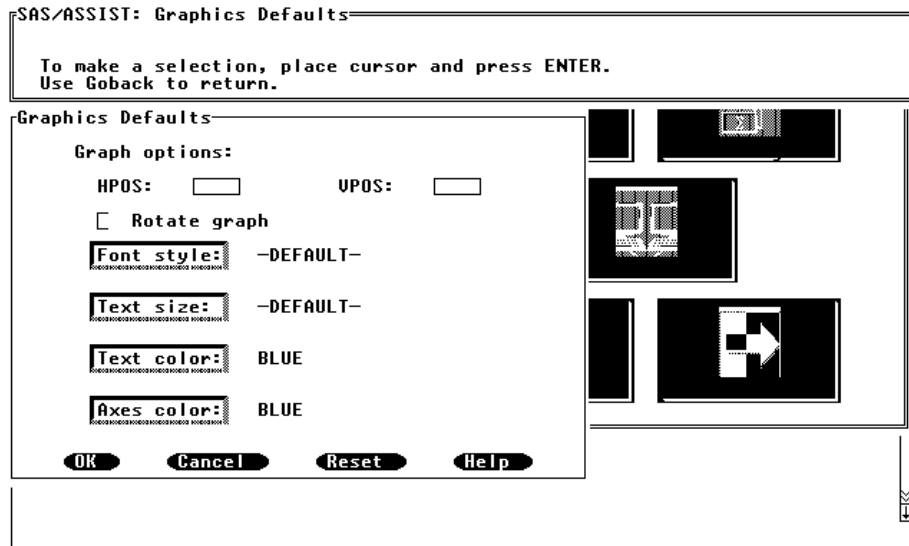 SAS/ASSIST: Graphics Defaults
To make a selection, place cursor and press ENTER.
Use Goback to return.
Graphics Defaults
Graph options:
HPOS: VPOS:
Rotate graph
Font style: -DEFAULT-
Text size: -DEFAULT-
Text color: BLUE
Axes color: BLUE
OK Cancel Reset Help